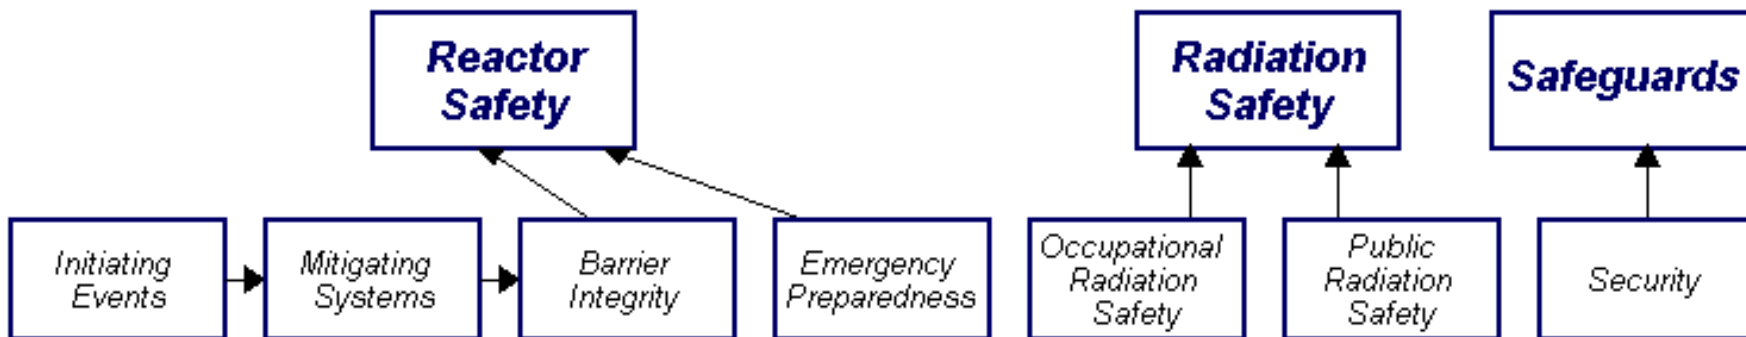 Reactor
Safety
Radiation
Safety
Safeguards
Initiating
Events
Mitigating
Systems
Barrier
Integrity
Emergency
Preparedness
Occupational
Radiation
Safety
Public
Radiation
Safety
Security